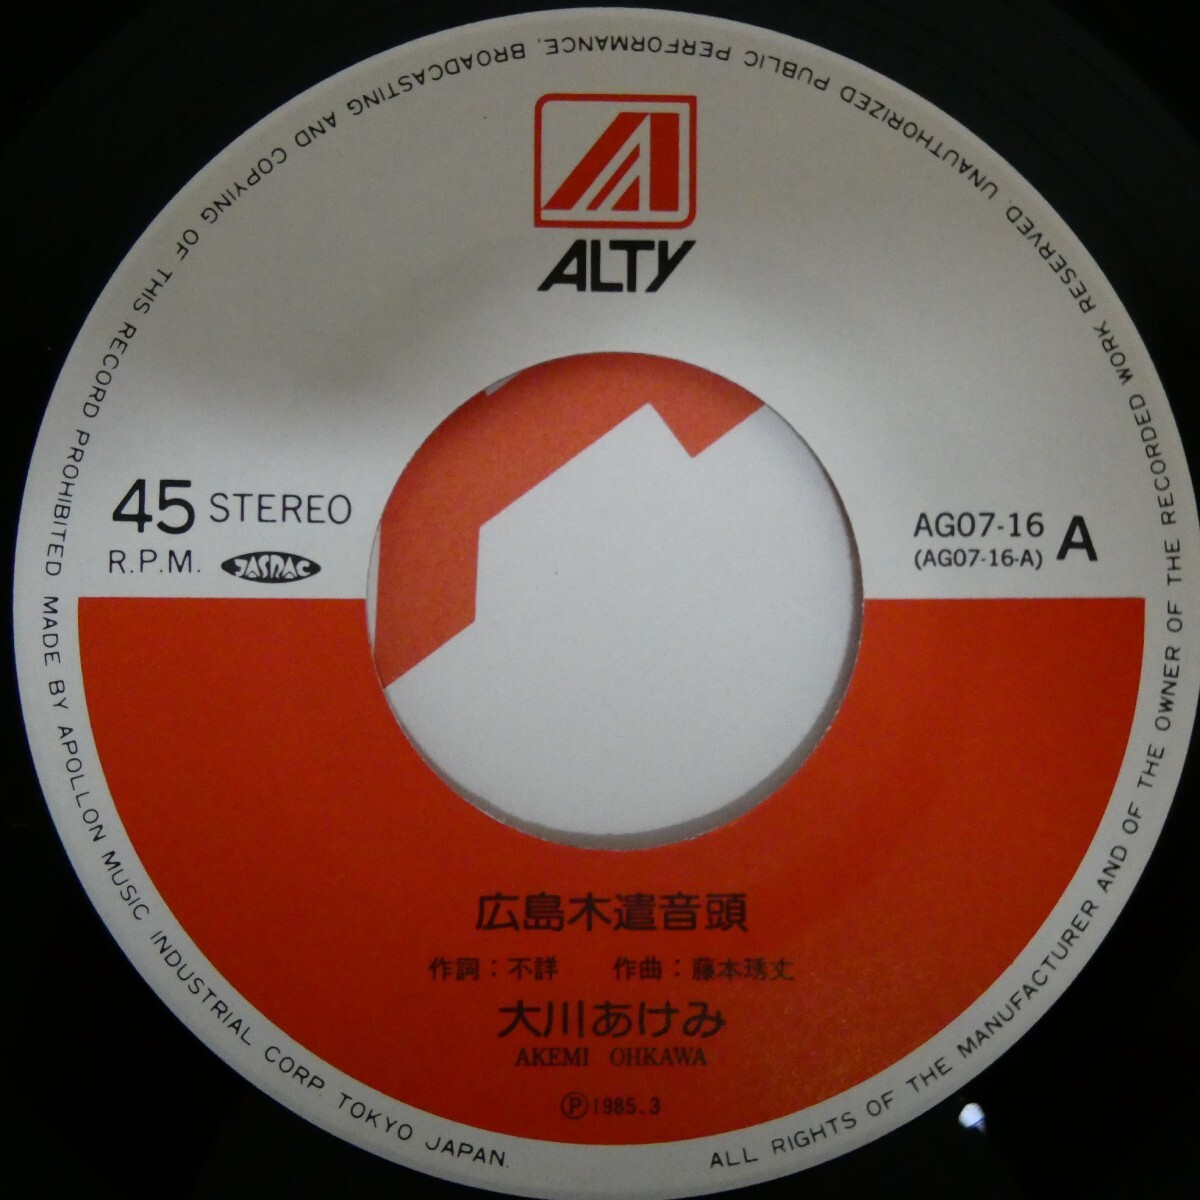 ALTY
45 STEREO
R.P.M. JASRAC
AG07-16 A
(AG07-16-A)
広島木遣音頭
作詞：不詳　作曲：藤本琇丈
大川あけみ
AKEMI OHKAWA
Ⓟ1985.3
ALL RIGHTS OF THE MANUFACTURER AND OF THE OWNER OF THE RECORDED WORK RESERVED. UNAUTHORIZED PUBLIC PERFORMANCE. BROADCASTING AND COPYING OF THIS RECORD PROHIBITED MADE BY APOLLON MUSIC INDUSTRIAL CORP. TOKYO JAPAN.